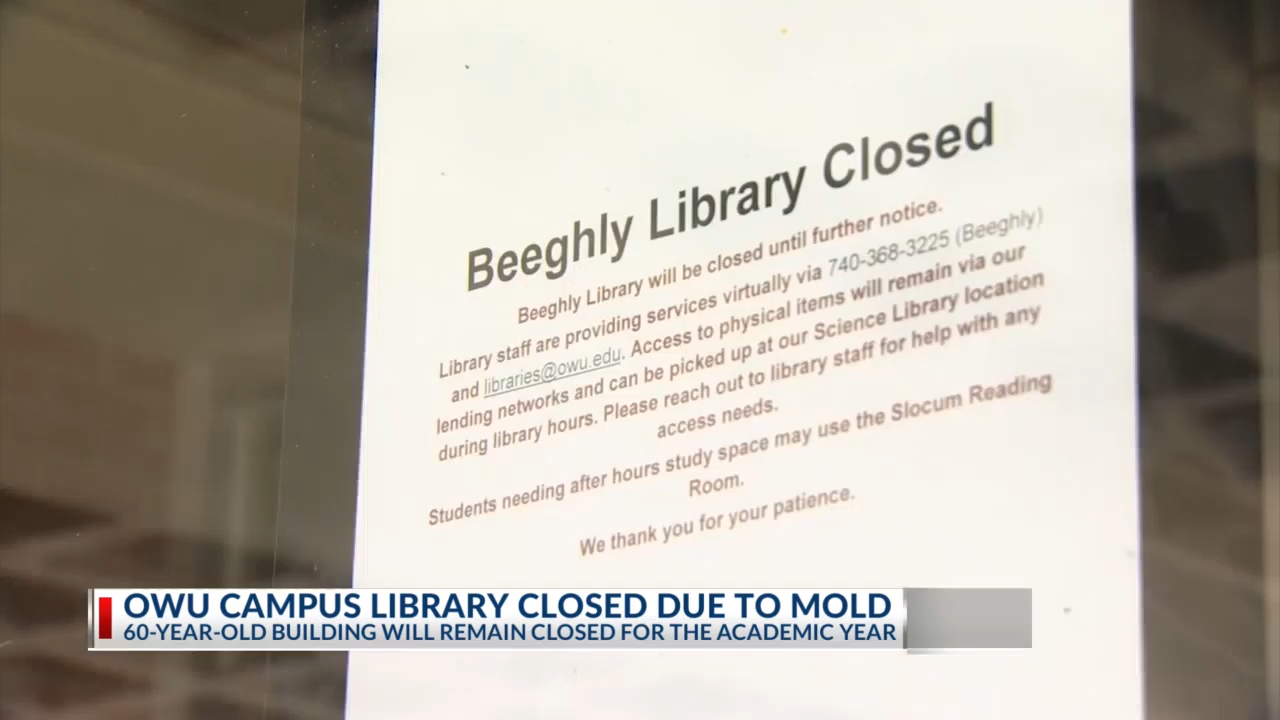 Beeghly Library Closed
Beeghly Library will be closed until further notice.
Library staff are providing services virtually via 740-368-3225 (Beeghly)
and libraries@owu.edu. Access to physical items will remain via our
lending networks and can be picked up at our Science Library location
during library hours. Please reach out to library staff for help with any
access needs.
Students needing after hours study space may use the Slocum Reading
Room.
We thank you for your patience.
OWU CAMPUS LIBRARY CLOSED DUE TO MOLD
60-YEAR-OLD BUILDING WILL REMAIN CLOSED FOR THE ACADEMIC YEAR